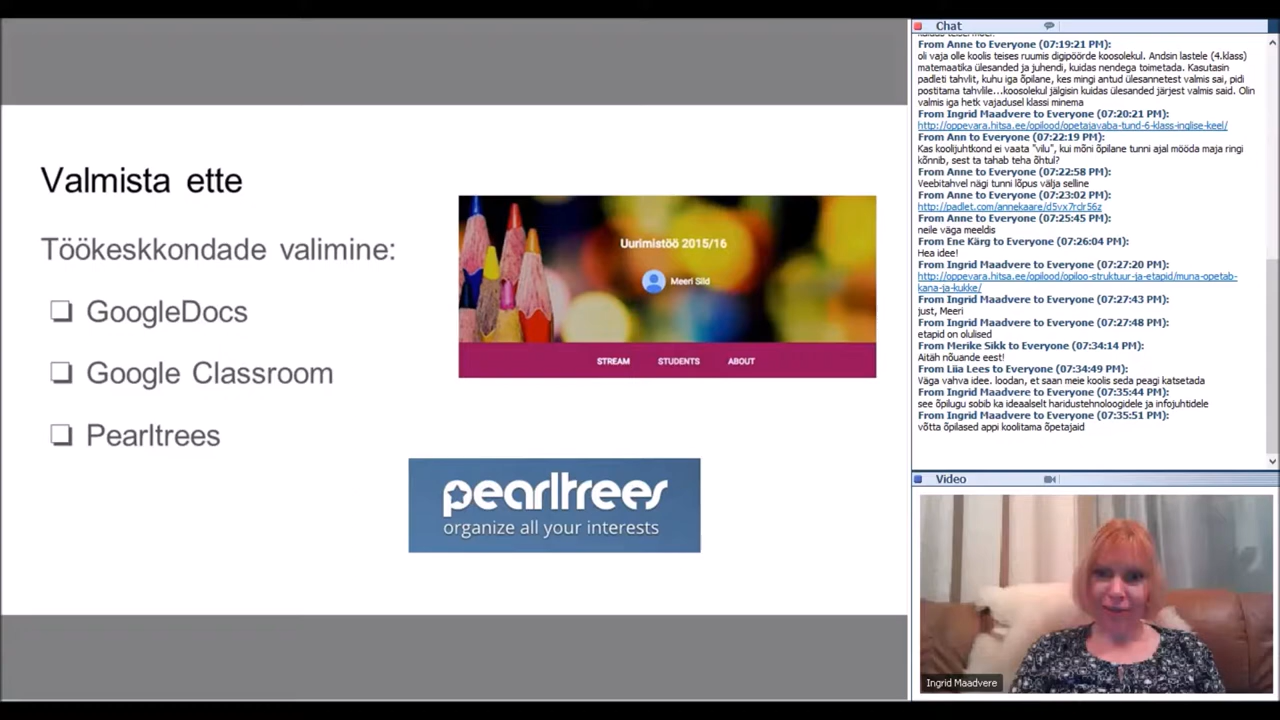 Valmista ette
Töökeskkondade valimine:
GoogleDocs
Google Classroom
Pearltrees
Uurimistöö 2015/16
Meeri Sild
STREAM STUDENTS ABOUT
pearltrees
organize all your interests
Chat
From Anne to Everyone (07:19:21 PM):
oli vaja olle koolis teises ruumis digipöörde koosolekul. Andsin lastele (4.klass)
matemaatika ülesanded ja juhendi, kuidas nendega toimetada. Kasutasin
padleti tahvlit, kuhu iga õpilane, kes mingi antud ülesannetest valmis sai, pidi
postitama tahvlile...koosolekul jälgisin kuidas ülesanded järjest valmis said. Olin
valmis iga hetk vajadusel klassi minema
From Ingrid Maadvere to Everyone (07:20:21 PM):
http://oppevara.hitsa.ee/opilood/opetajavaba-tund-6-klass-inglise-keel/
From Ann to Everyone (07:22:19 PM):
Kas koolijuhtkond ei vaata "vilu", kui mõni õpilane tunni ajal mööda maja ringi
kõnnib, sest ta tahab teha õhtul?
From Anne to Everyone (07:22:58 PM):
Veebitahvel nägi tunni lõpus välja selline
From Anne to Everyone (07:23:02 PM):
http://padlet.com/annekaare/d5vx7rclr56z
From Anne to Everyone (07:25:45 PM):
neile väga meeldis
From Ene Kärg to Everyone (07:26:04 PM):
Hea idee!
From Ingrid Maadvere to Everyone (07:27:20 PM):
http://oppevara.hitsa.ee/opilood/opiloo-struktuur-ja-etapid/muna-opetab-
kana-ja-kukke/
From Ingrid Maadvere to Everyone (07:27:43 PM):
just, Meeri
From Ingrid Maadvere to Everyone (07:27:48 PM):
etapid on olulised
From Merike Sikk to Everyone (07:34:14 PM):
Aitäh nõuande eest!
From Liia Lees to Everyone (07:34:49 PM):
Väga vahva idee. loodan, et saan meie koolis seda peagi katsetada
From Ingrid Maadvere to Everyone (07:35:44 PM):
see õpilugu sobib ka ideaalselt haridustehnoloogidele ja infojuhtidele
From Ingrid Maadvere to Everyone (07:35:51 PM):
võtta õpilased appi koolitama õpetajaid
Video
Ingrid Maadvere